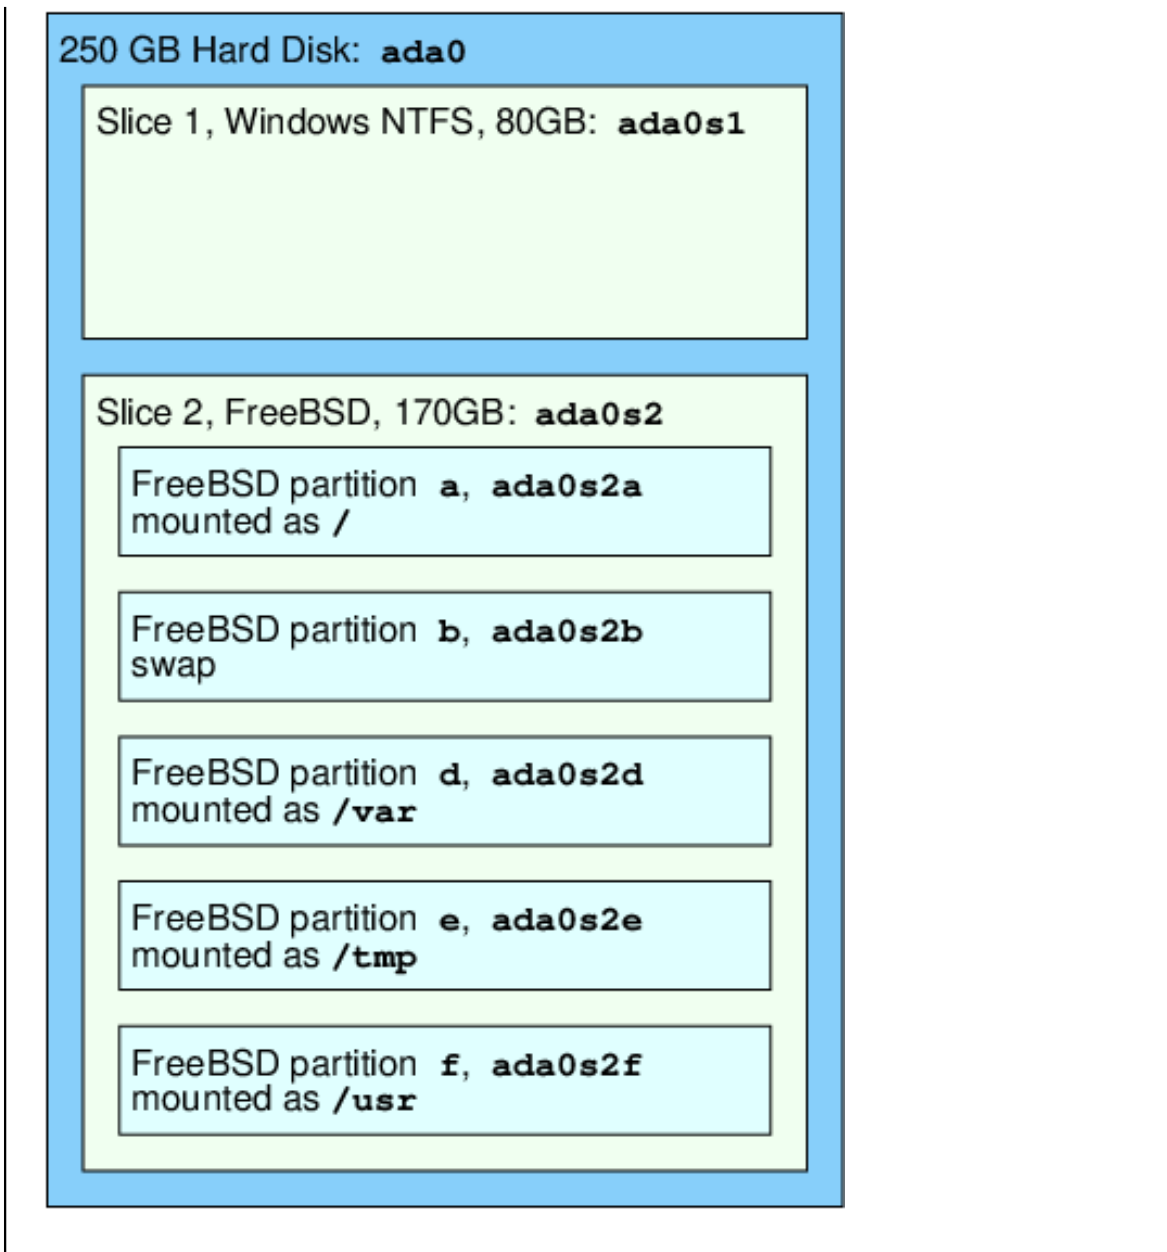 250 GB Hard Disk: ada0
Slice 1, Windows NTFS, 80GB: ada0s1
Slice 2, FreeBSD, 170GB: ada0s2
FreeBSD partition a, ada0s2a
mounted as /
FreeBSD partition b, ada0s2b
swap
FreeBSD partition d, ada0s2d
mounted as /var
FreeBSD partition e, ada0s2e
mounted as /tmp
FreeBSD partition f, ada0s2f
mounted as /usr